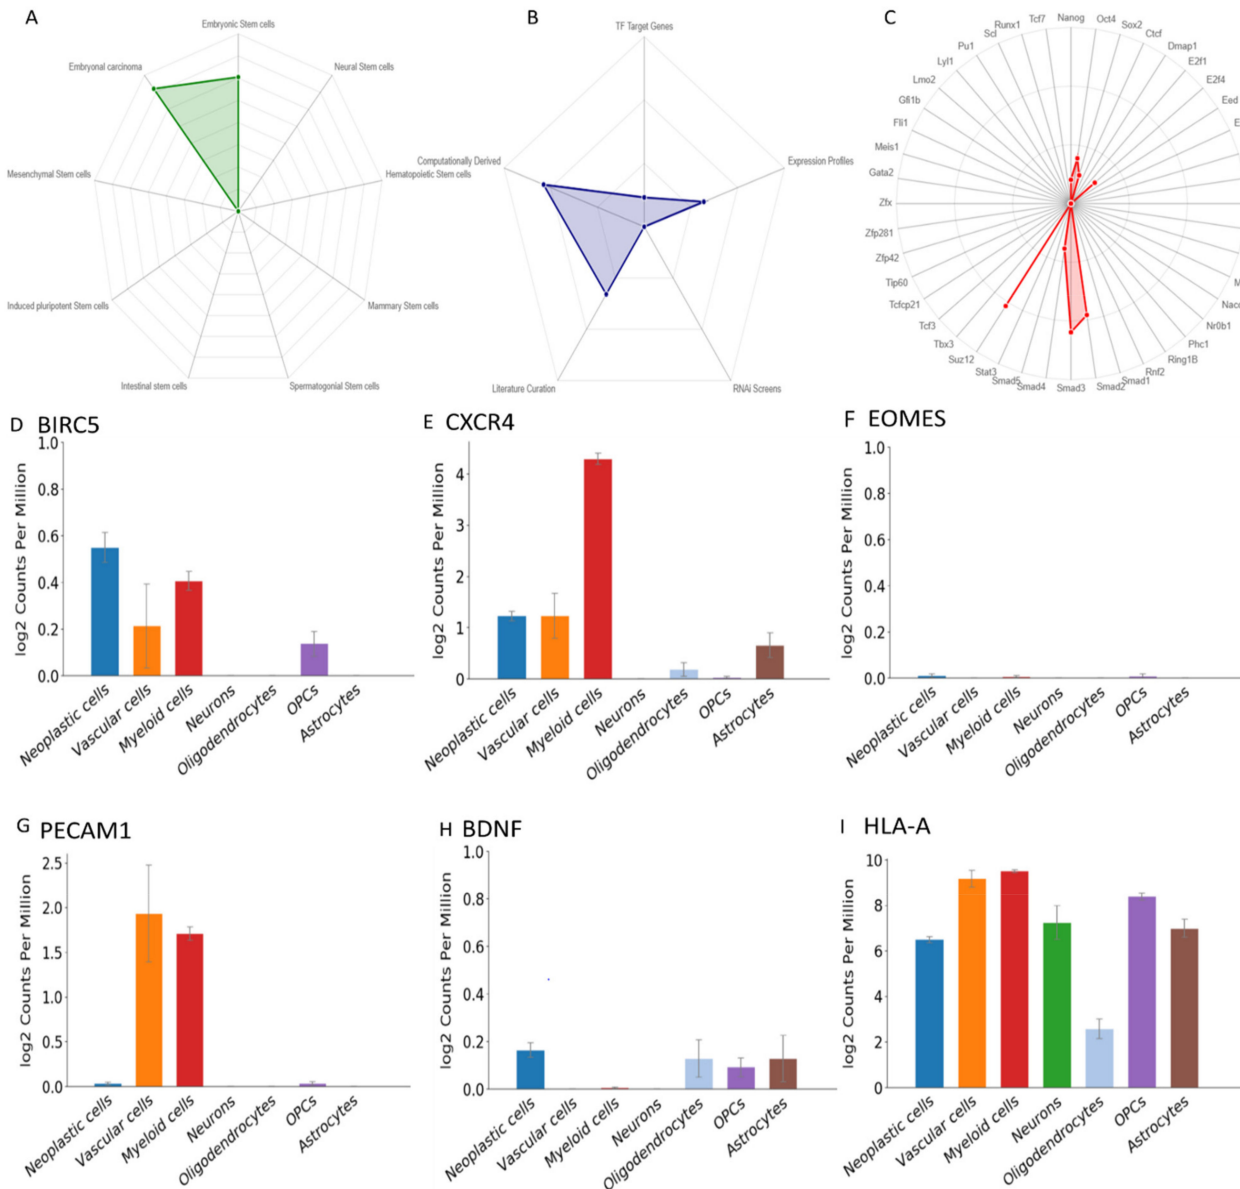 A
Embryonic Stem cells
Neural Stem cells
Hematopoietic Stem cells
Mammary Stem cells
Spermatogonial Stem cells
Intestinal stem cells
Induced pluripotent Stem cells
Mesenchymal Stem cells
Embryonal carcinoma
B
TF Target Genes
Expression Profiles
RNAi Screens
Literature Curation
Computationally Derived
C
Nanog
Oct4
Sox2
Ctcf
Dmap1
E2f1
E2f4
Eed
E
M
Nacc
Nr0b1
Phc1
Ring1B
Rnf2
Smad1
Smad2
Smad3
Smad4
Smad5
Stat3
Suz12
Tbx3
Tcf3
Tcfcp21
Tip60
Zfp42
Zfp281
Zfx
Gata2
Meis1
Fli1
Gfi1b
Lmo2
Lyl1
Pu1
Scl
Runx1
Tcf7
D BIRC5
log2 Counts Per Million
1.0
0.8
0.6
0.4
0.2
0.0
Neoplastic cells
Vascular cells
Myeloid cells
Neurons
Oligodendrocytes
OPCs
Astrocytes
E CXCR4
log2 Counts Per Million
4
3
2
1
0
Neoplastic cells
Vascular cells
Myeloid cells
Neurons
Oligodendrocytes
OPCs
Astrocytes
F EOMES
log2 Counts Per Million
1.0
0.8
0.6
0.4
0.2
0.0
Neoplastic cells
Vascular cells
Myeloid cells
Neurons
Oligodendrocytes
OPCs
Astrocytes
G PECAM1
log2 Counts Per Million
2.5
2.0
1.5
1.0
0.5
0.0
Neoplastic cells
Vascular cells
Myeloid cells
Neurons
Oligodendrocytes
OPCs
Astrocytes
H BDNF
log2 Counts Per Million
1.0
0.8
0.6
0.4
0.2
0.0
Neoplastic cells
Vascular cells
Myeloid cells
Neurons
Oligodendrocytes
OPCs
Astrocytes
I HLA-A
log2 Counts Per Million
10
8
6
4
2
0
Neoplastic cells
Vascular cells
Myeloid cells
Neurons
Oligodendrocytes
OPCs
Astrocytes